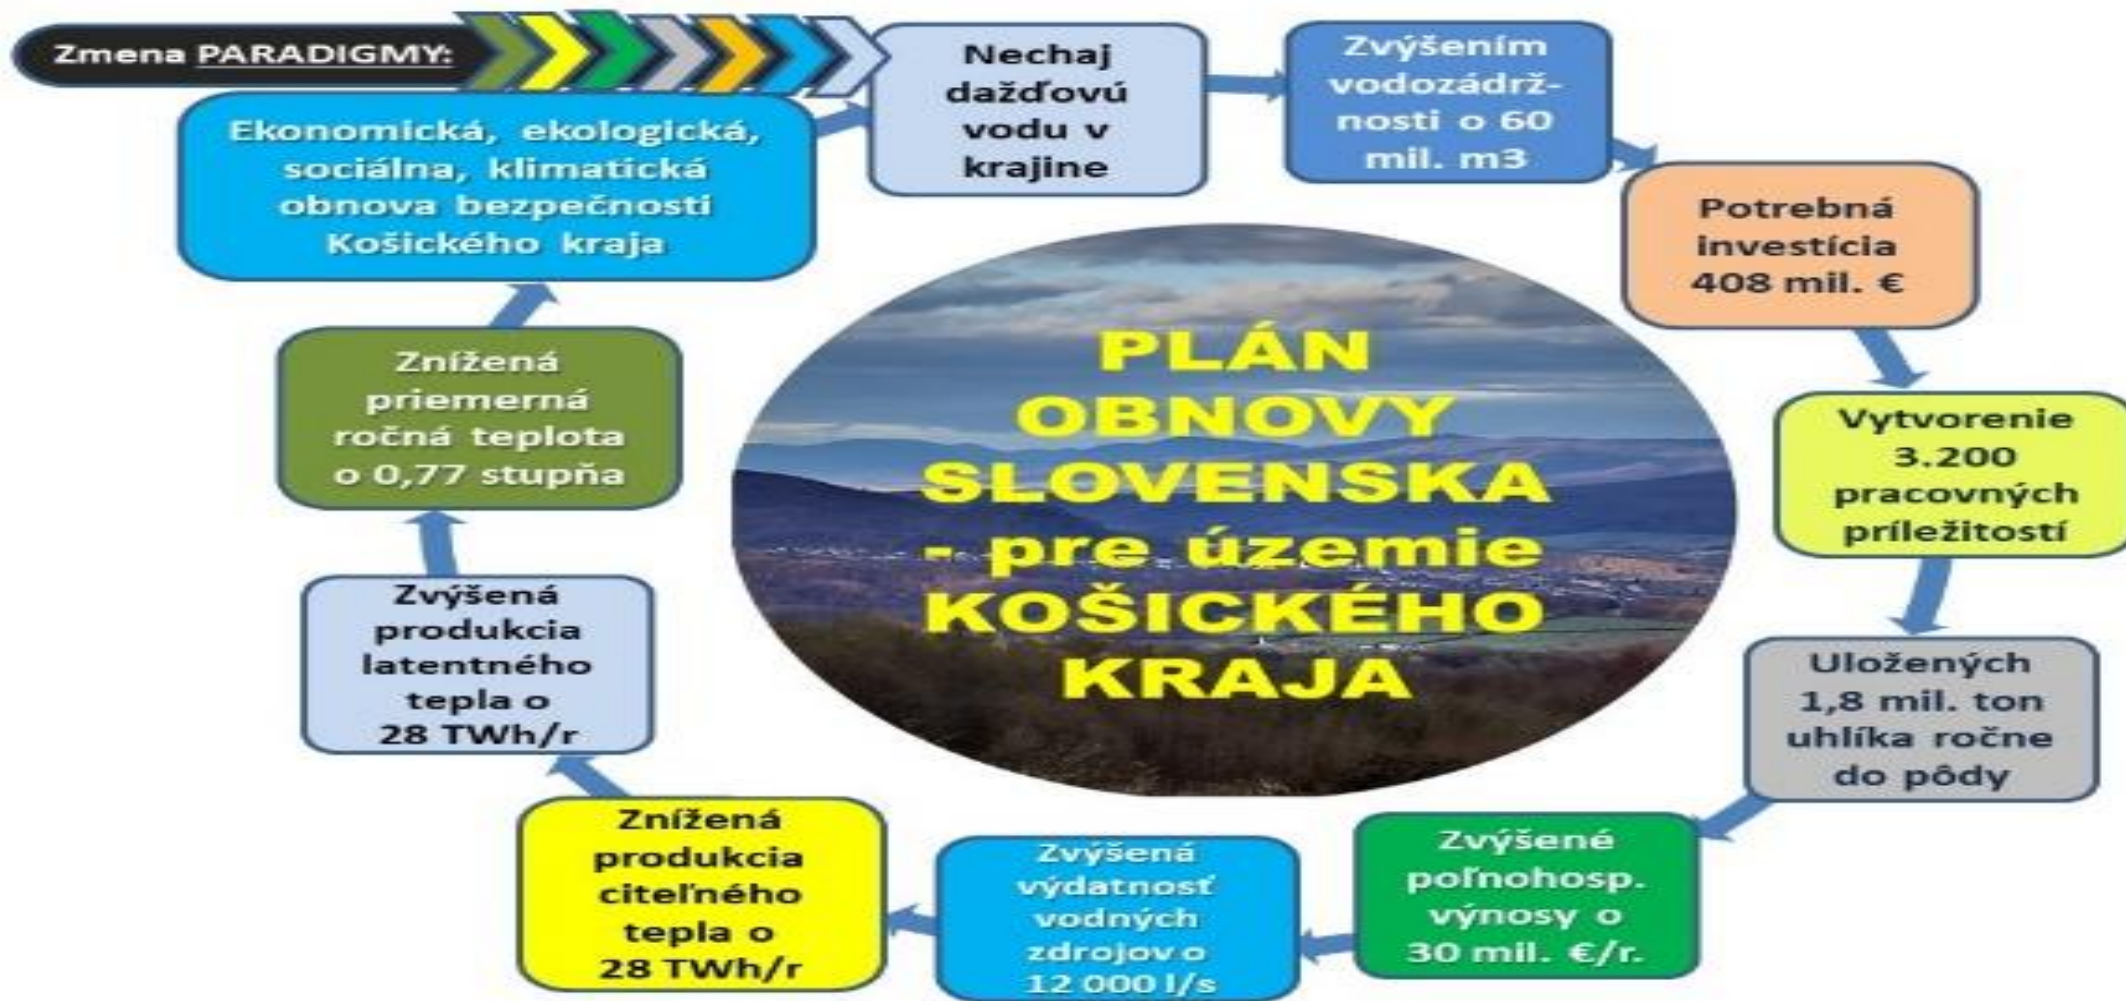 Zmena PARADIGMY:
Nechaj
dažďovú
vodu v
krajine
Zvýšením
vodozádrž-
nosti o 60
mil. m3
Potrebná
investícia
408 mil. €
Vytvorenie
3.200
pracovných
príležitostí
Uložených
1,8 mil. ton
uhlíka ročne
do pôdy
Zvýšené
poľnohosp.
výnosy o
30 mil. €/r.
Zvýšená
výdatnosť
vodných
zdrojov o
12 000 l/s
Znížená
produkcia
citeľného
tepla o
28 TWh/r
Zvýšená
produkcia
latentného
tepla o
28 TWh/r
Znížená
priemerná
ročná teplota
o 0,77 stupňa
Ekonomická, ekologická,
sociálna, klimatická
obnova bezpečnosti
Košického kraja
PLÁN
OBNOVY
SLOVENSKA
- pre územie
KOŠICKÉHO
KRAJA